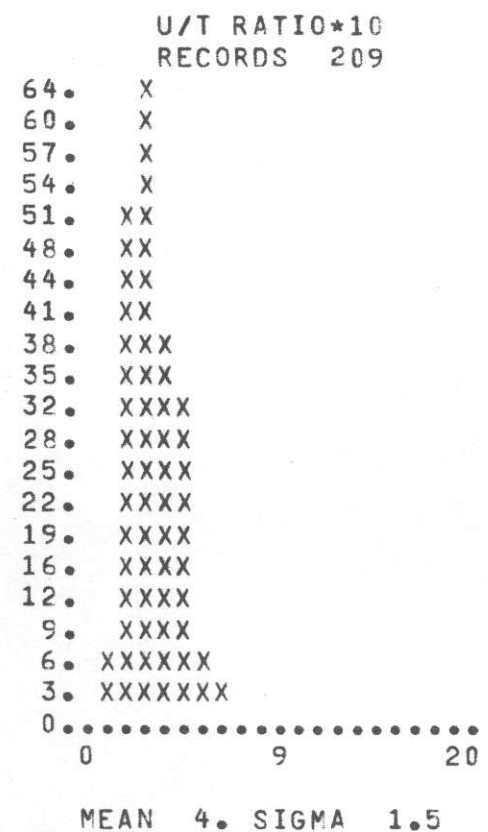 U/T RATIO*10
RECORDS 209
64. X
60. X
57. X
54. X
51. XX
48. XX
44. XX
41. XX
38. XXX
35. XXX
32. XXXX
28. XXXX
25. XXXX
22. XXXX
19. XXXX
16. XXXX
12. XXXX
9. XXXX
6. XXXXXX
3. XXXXXXX
0.......................
0 9 20
MEAN 4. SIGMA 1.5